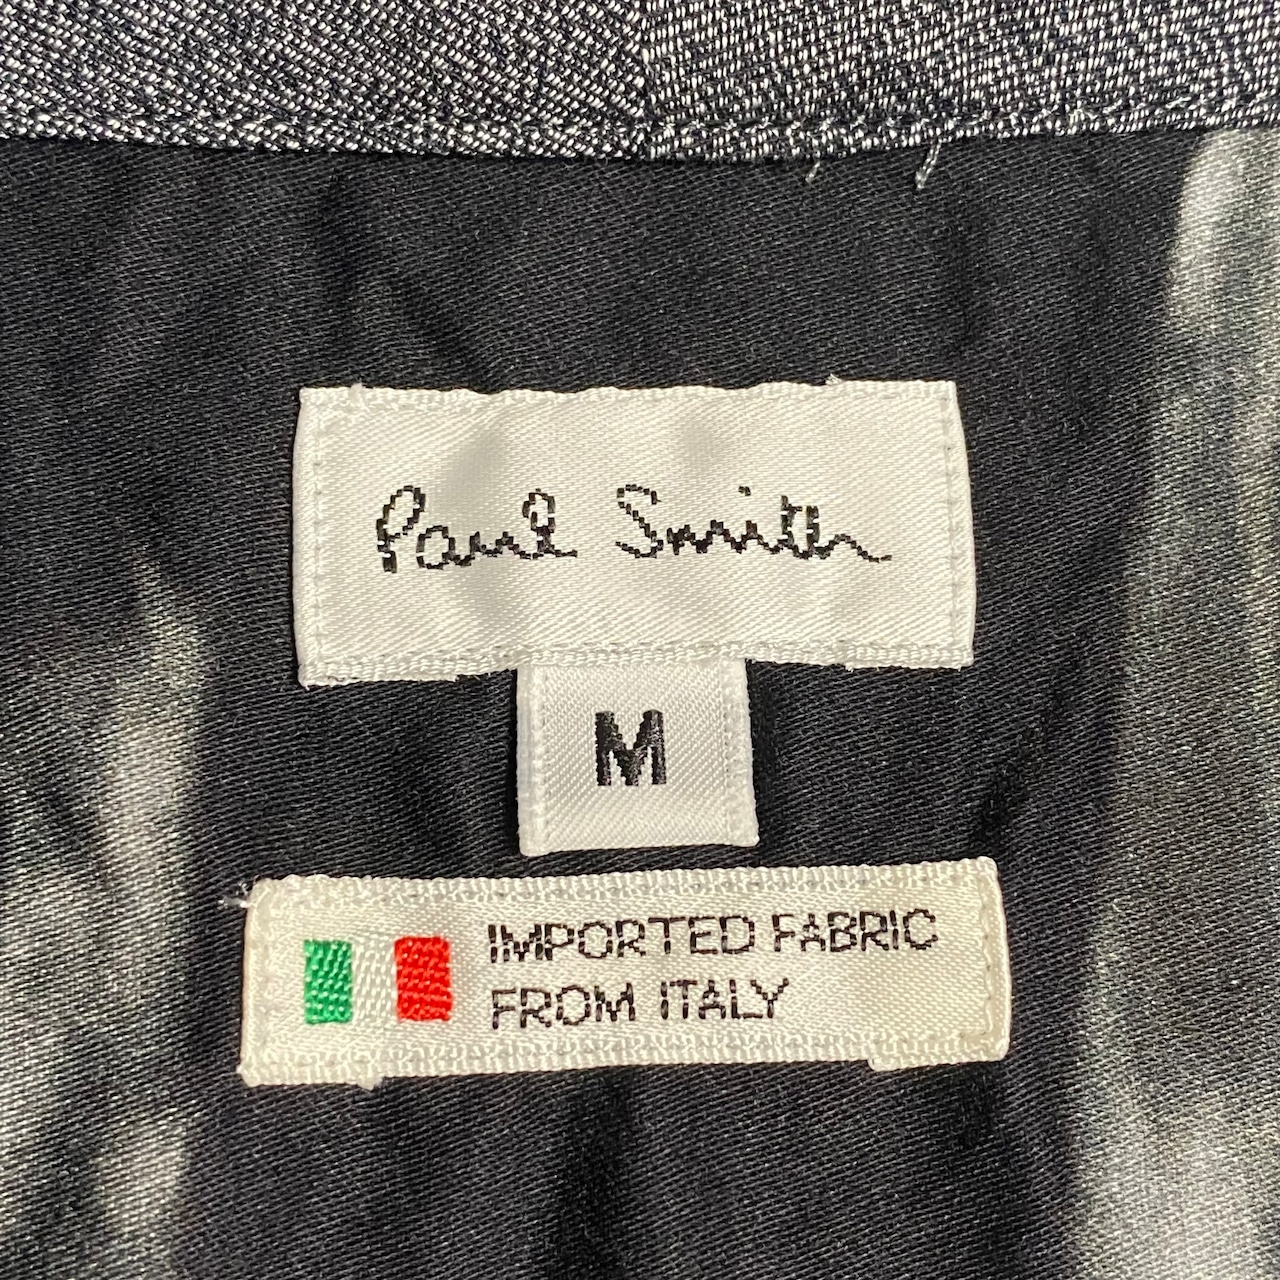 Paul Smith
M
IMPORTED FABRIC
FROM ITALY